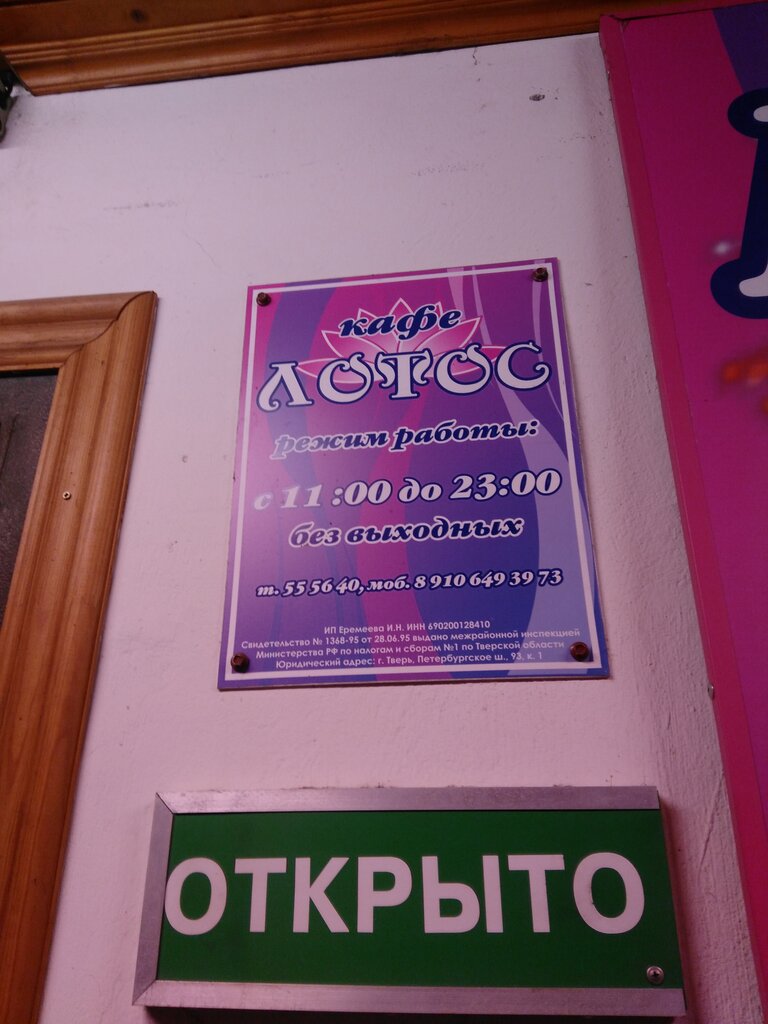 кафе
ЛОТОС
режим работы:
с 11:00 до 23:00
без выходных
т. 55 56 40, моб. 8 910 649 39 73
ИП Еремеева И.Н. ИНН 690200128410
Свидетельство № 1368-95 от 28.06.95 выдано межрайонной инспекцией
Министерства РФ по налогам и сборам №1 по Тверской области
Юридический адрес: г. Тверь, Петербургское ш., 93, к. 1
ОТКРЫТО